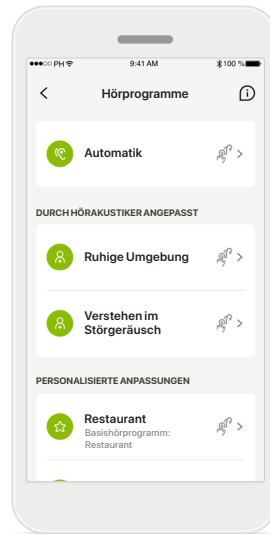 PH 9:41 AM 100 %
Hörprogramme
Automatik
DURCH HÖRAKUSTIKER ANGEPASST
Ruhige Umgebung
Verstehen im
Störgeräusch
PERSONALISIERTE ANPASSUNGEN
Restaurant
Basishörprogramm:
Restaurant